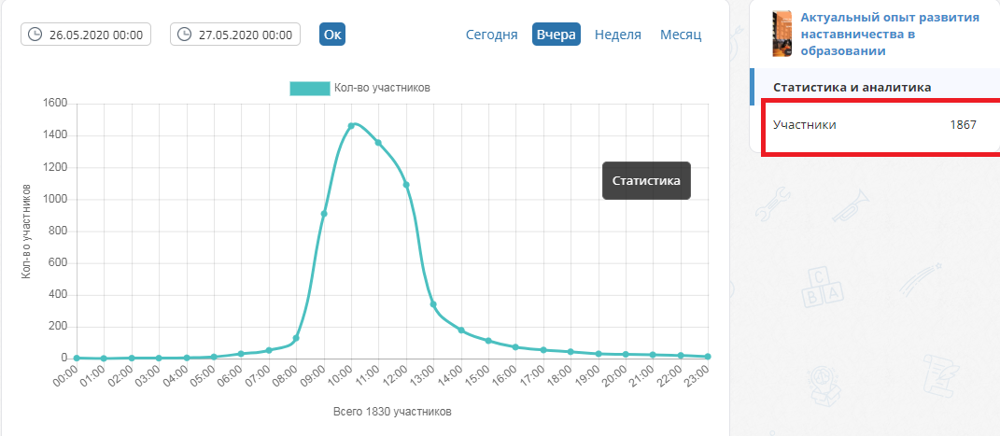 26.05.2020 00:00
27.05.2020 00:00
Ок
Сегодня
Вчера
Неделя
Месяц
Кол-во участников
1600
1400
1200
1000
800
600
400
200
0
Кол-во участников
Статистика
00:00
01:00
02:00
03:00
04:00
05:00
06:00
07:00
08:00
09:00
10:00
11:00
12:00
13:00
14:00
15:00
16:00
17:00
18:00
19:00
20:00
21:00
22:00
23:00
Всего 1830 участников
Актуальный опыт развития
наставничества в
образовании
Статистика и аналитика
Участники 1867
C
B A